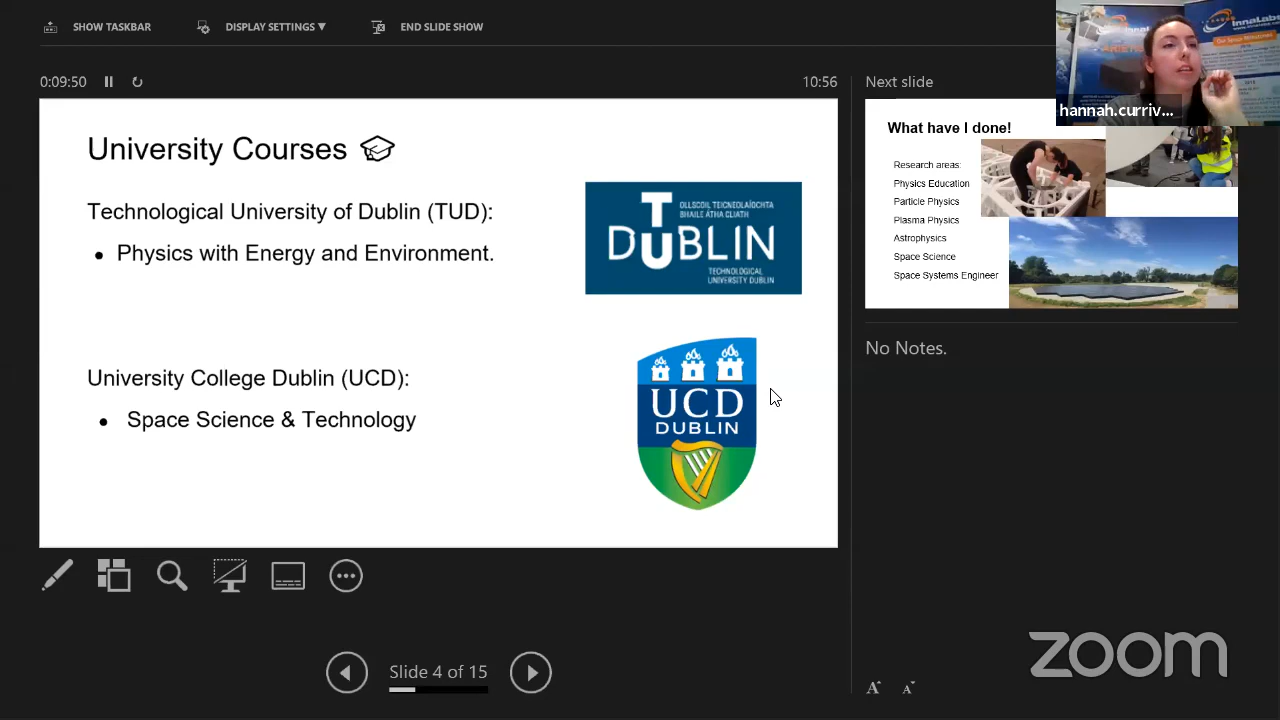 SHOW TASKBAR
DISPLAY SETTINGS ▼
END SLIDE SHOW
InnaLabs
hannah.curriv...
0:09:50
10:56
Next slide
University Courses
Technological University of Dublin (TUD):
• Physics with Energy and Environment.
OLLSCOIL TEICNEOLAÍOCHTA
BHAILE ÁTHA CLIATH
TU
DUBLIN
TECHNOLOGICAL
UNIVERSITY DUBLIN
University College Dublin (UCD):
• Space Science & Technology
UCD
DUBLIN
What have I done!
Research areas:
Physics Education
Particle Physics
Plasma Physics
Astrophysics
Space Science
Space Systems Engineer
No Notes.
Slide 4 of 15
A A
zoom